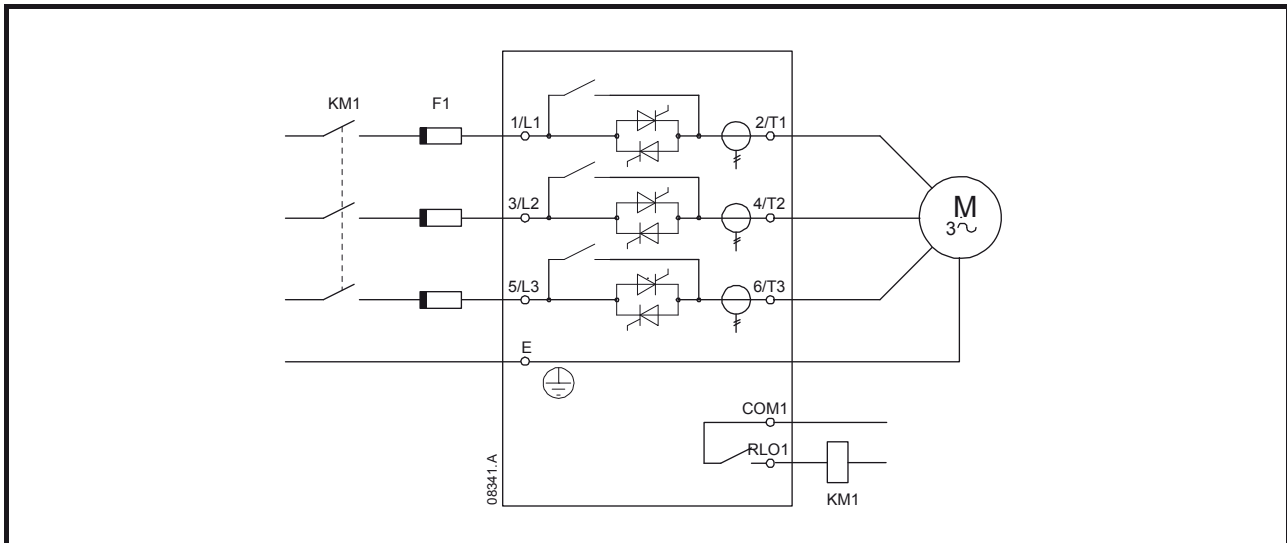 KM1
F1
1/L1
2/T1
3/L2
4/T2
M
3~
5/L3
6/T3
E
COM1
RLO1
KM1
08341.A